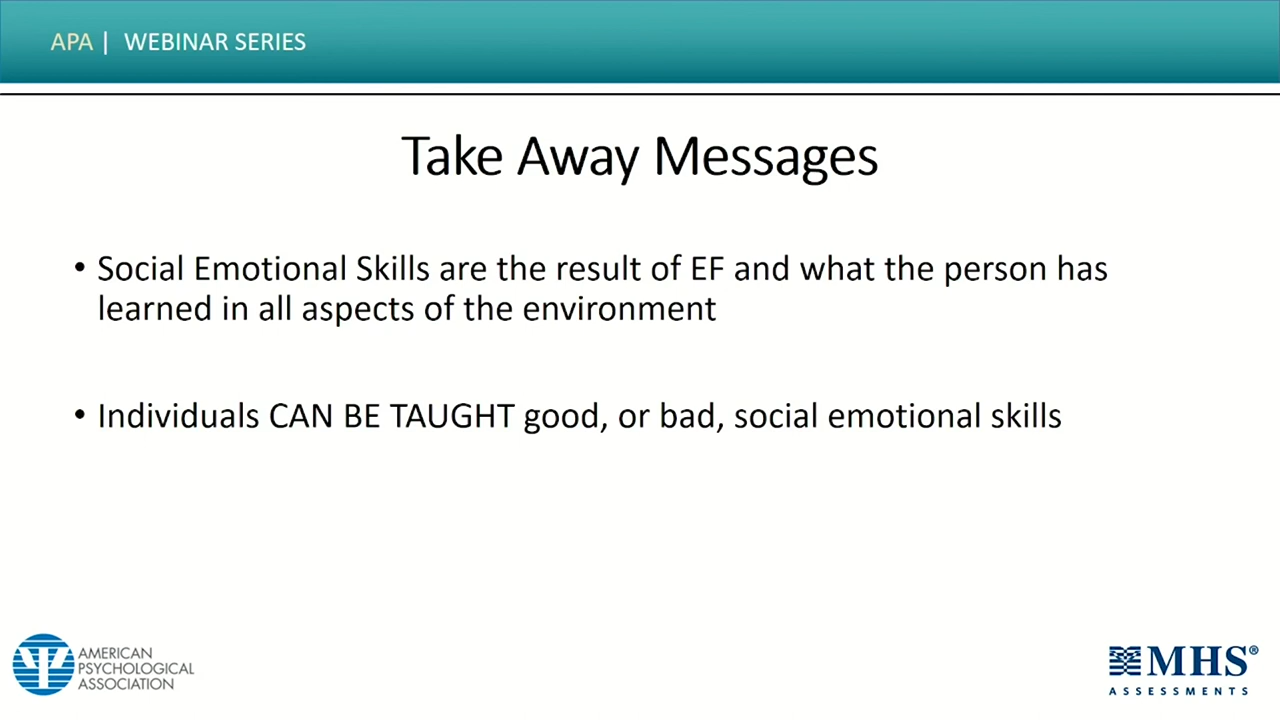 APA | WEBINAR SERIES
Take Away Messages
• Social Emotional Skills are the result of EF and what the person has
learned in all aspects of the environment
• Individuals CAN BE TAUGHT good, or bad, social emotional skills
AMERICAN
PSYCHOLOGICAL
ASSOCIATION
MHS®
ASSESSMENTS